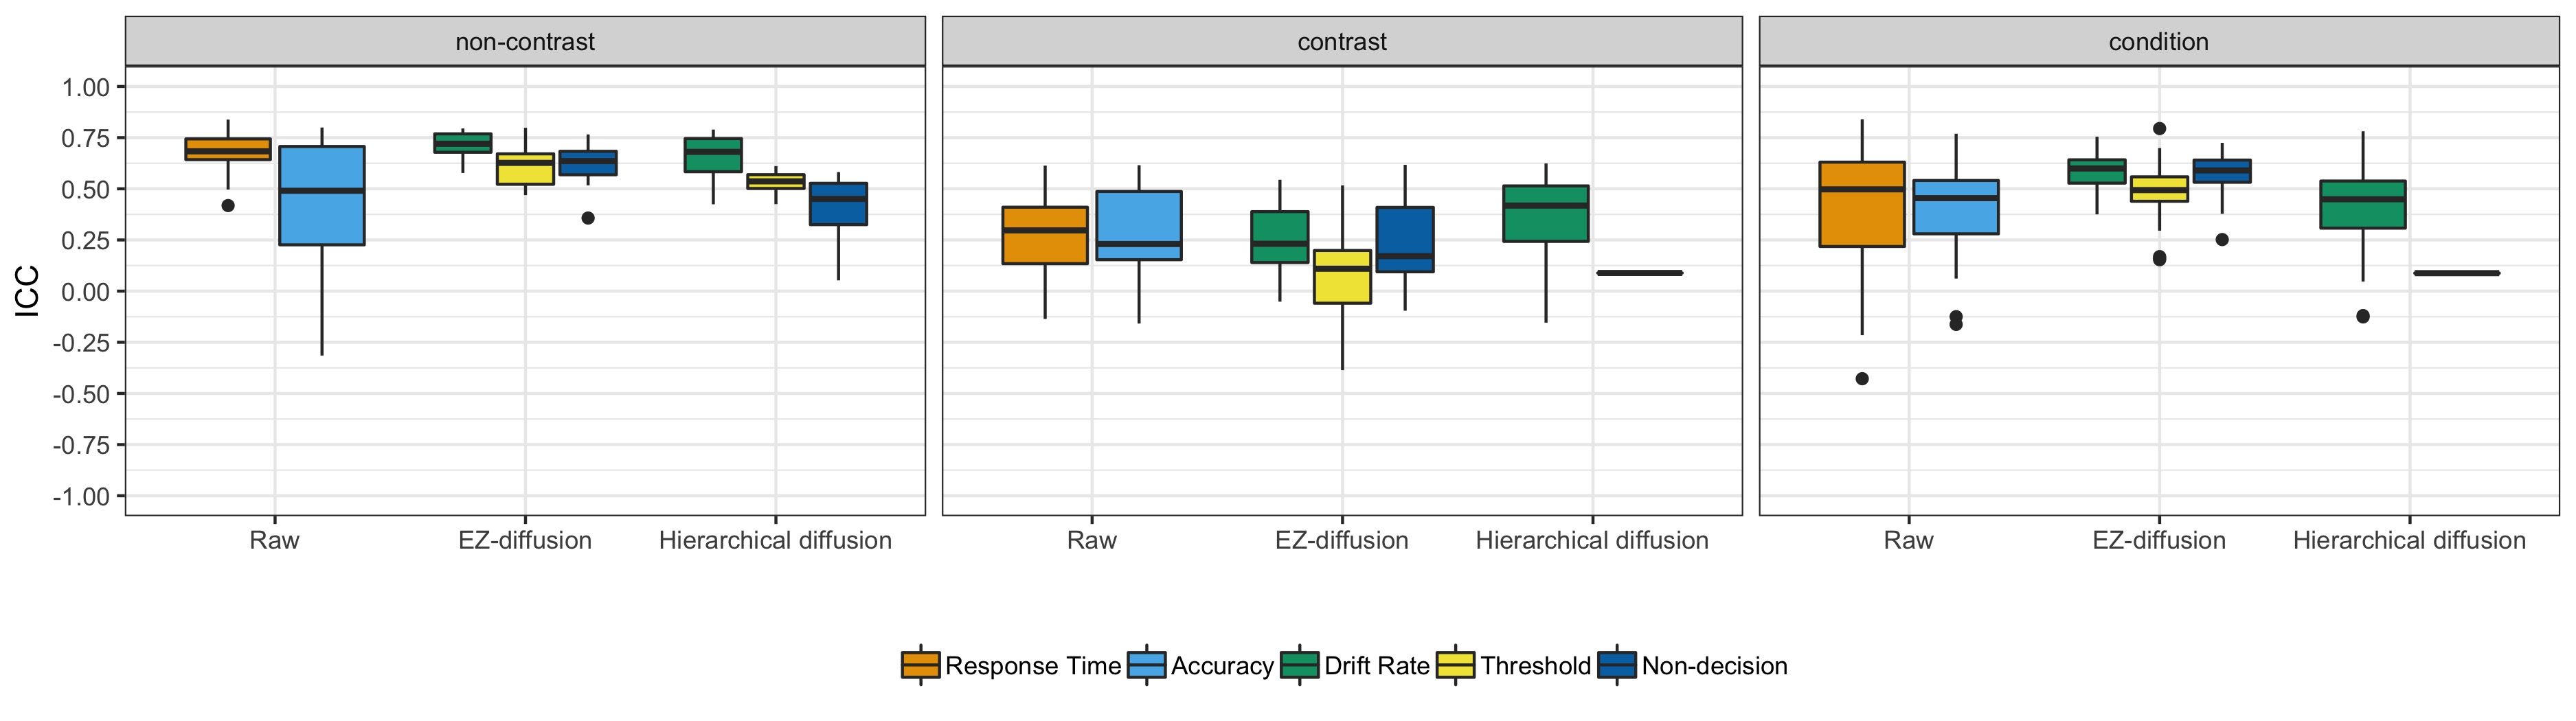 non-contrast contrast condition
ICC
1.00
0.75
0.50
0.25
0.00
-0.25
-0.50
-0.75
-1.00
Raw EZ-diffusion Hierarchical diffusion Raw EZ-diffusion Hierarchical diffusion Raw EZ-diffusion Hierarchical diffusion
Response Time Accuracy Drift Rate Threshold Non-decision